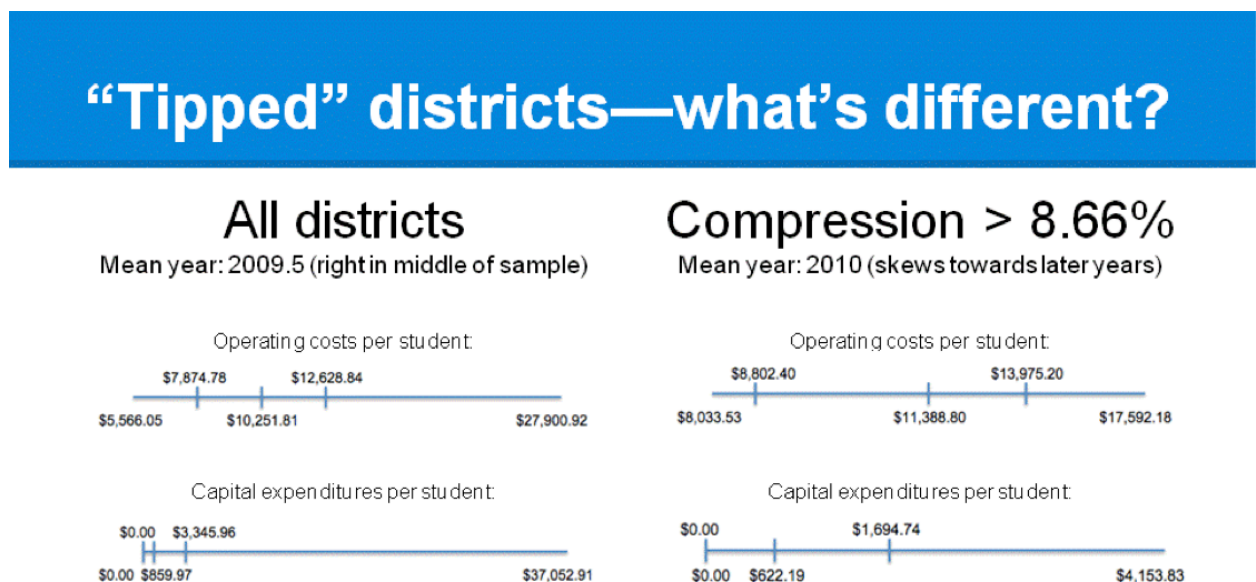 “Tipped” districts—what’s different?
All districts
Mean year: 2009.5 (right in middle of sample)
Operating costs per student:
$7,874.78 $12,628.84
$5,566.05 $10,251.81 $27,900.92
Capital expenditures per student:
$0.00 $3,345.96
$0.00 $859.97 $37,052.91
Compression > 8.66%
Mean year: 2010 (skews towards later years)
Operating costs per student:
$8,802.40 $13,975.20
$8,033.53 $11,388.80 $17,592.18
Capital expenditures per student:
$0.00 $1,694.74
$0.00 $622.19 $4,153.83